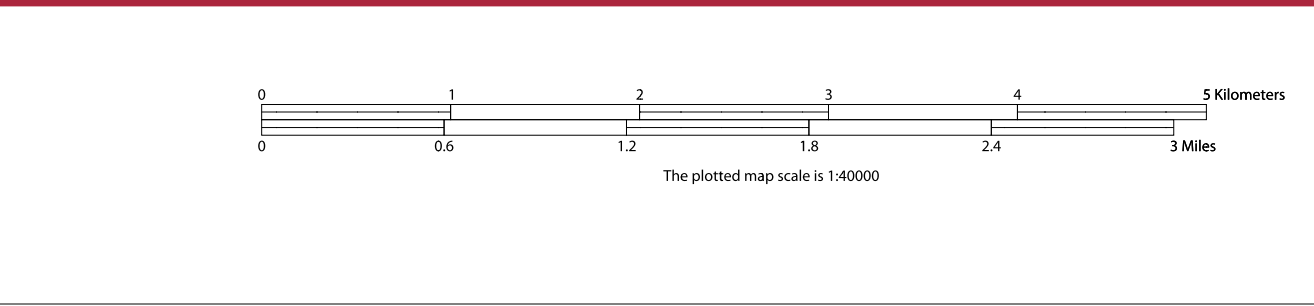 0 1 2 3 4 5 Kilometers
0 0.6 1.2 1.8 2.4 3 Miles
The plotted map scale is 1:40000